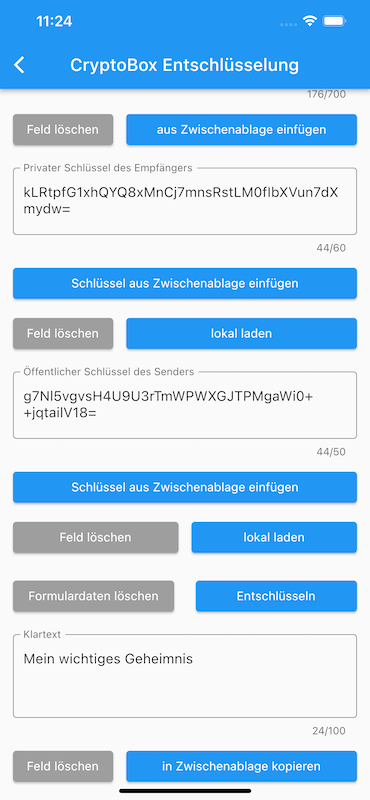 11:24
CryptoBox Entschlüsselung
176/700
Feld löschen aus Zwischenablage einfügen
Privater Schlüssel des Empfängers
kLRtpfG1xhQYQ8xMnCj7mnsRstLM0fIbXVun7dX
mydw=
44/60
Schlüssel aus Zwischenablage einfügen
Feld löschen lokal laden
Öffentlicher Schlüssel des Senders
g7Nl5vgvsH4U9U3rTmWPWXGJTPMgaWi0+
+jqtailV18=
44/50
Schlüssel aus Zwischenablage einfügen
Feld löschen lokal laden
Formulardaten löschen Entschlüsseln
Klartext
Mein wichtiges Geheimnis
24/100
Feld löschen in Zwischenablage kopieren